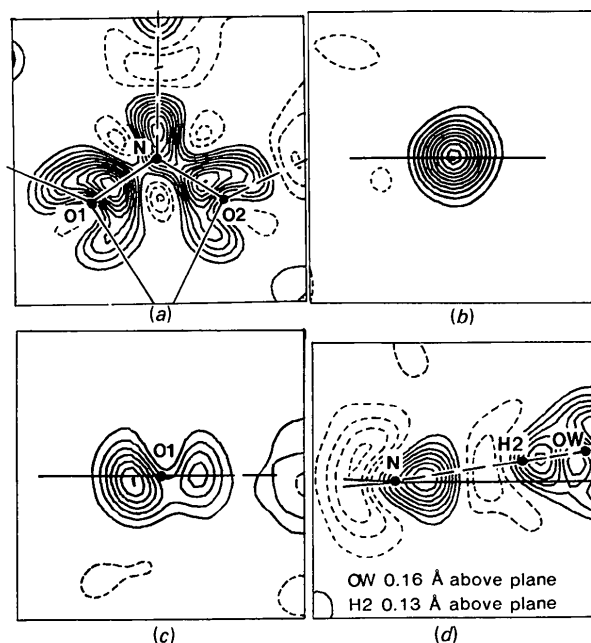 N
O1
O2
(a)
(b)
O1
(c)
N
H2
OW
OW 0.16 Å above plane
H2 0.13 Å above plane
(d)